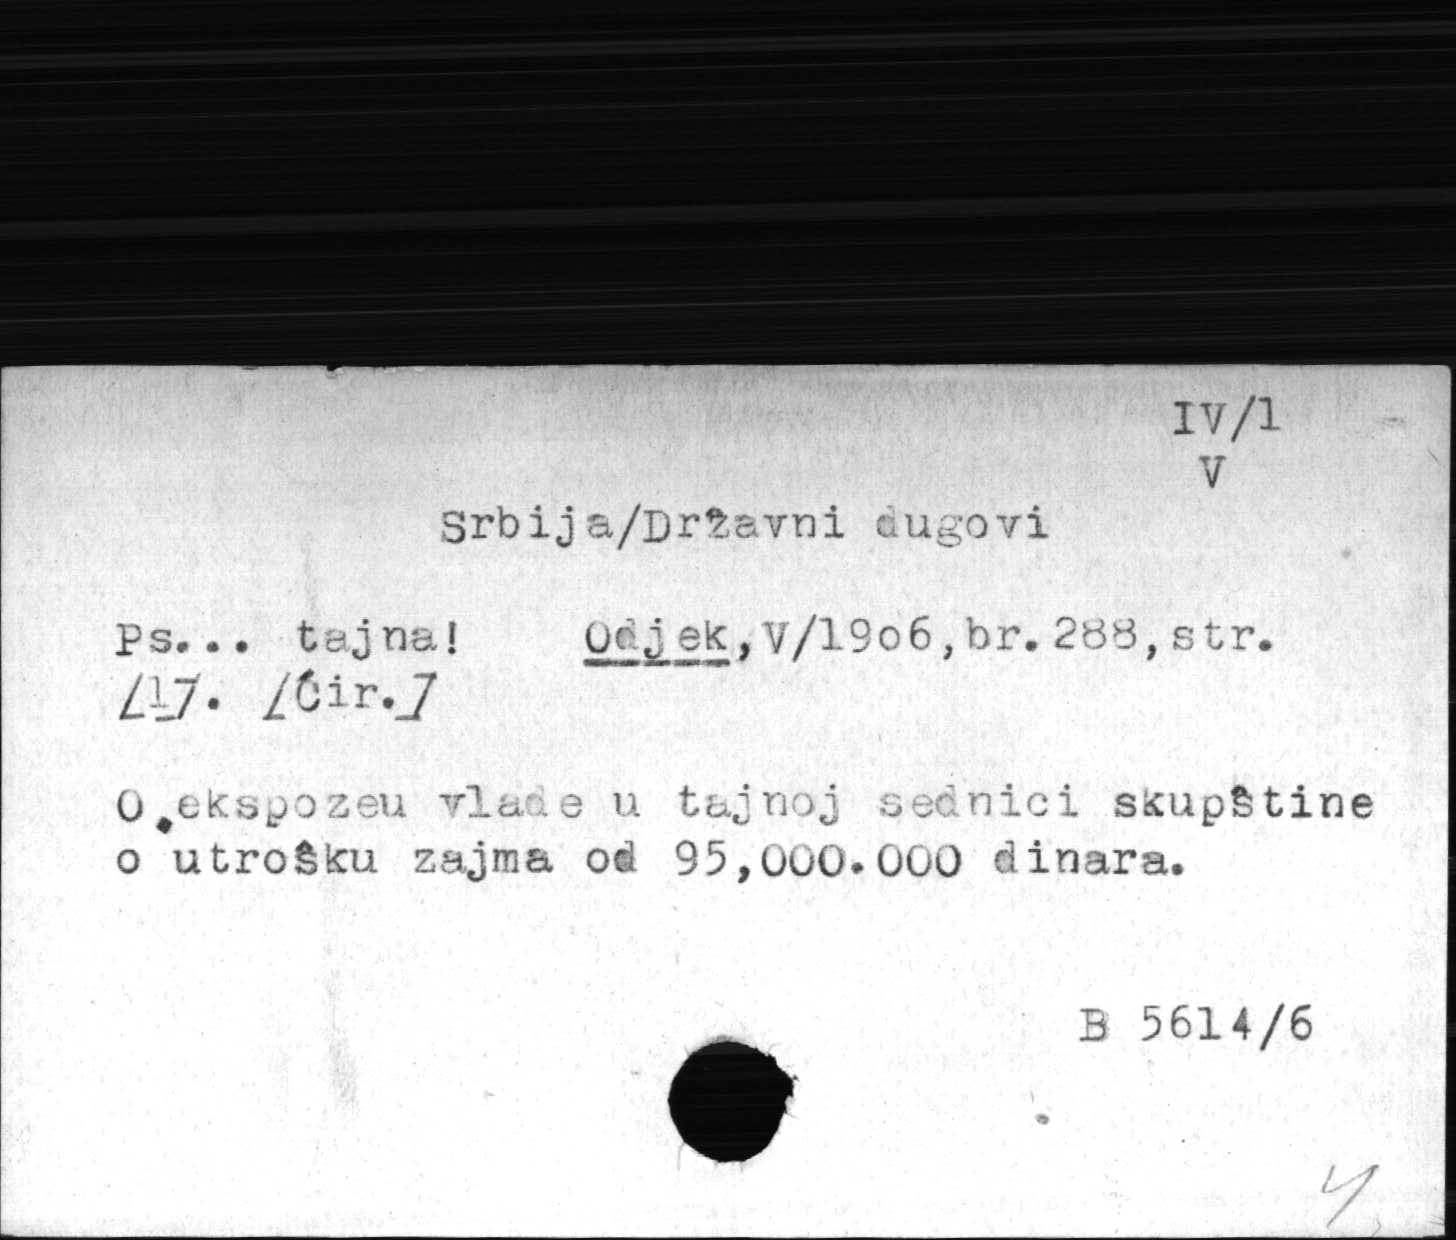 IV/1
V
Srbija/Državni dugovi
Ps... tajna! Odjek,V/19o6,br.288,str.
/1/. /Ćir./
O ekspozeu vlade u tajnoj sednici skupštine
o utrošku zajma od 95,000.000 dinara.
B 5614/6